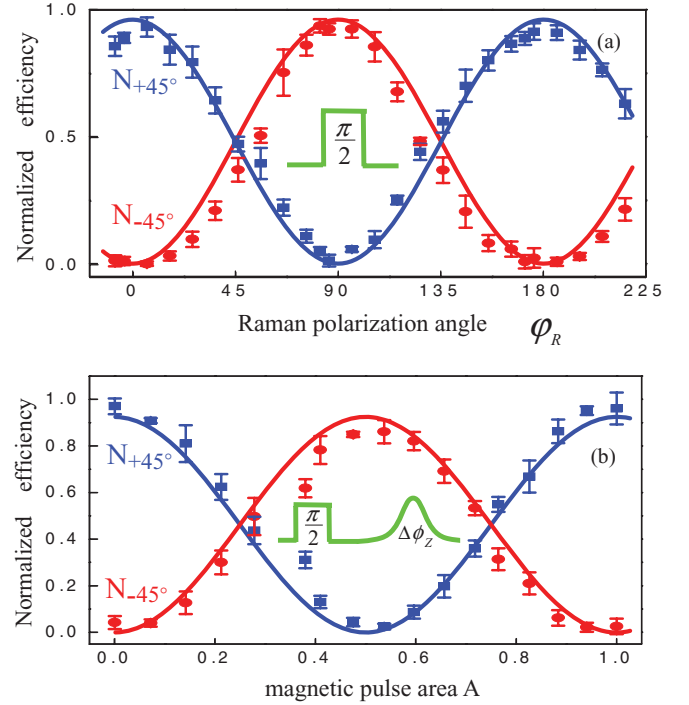 Normalized efficiency
1.0
0.5
0.0
(a)
N+45°
N-45°
π/2
0 45 90 135 180 225
Raman polarization angle φR
Normalized efficiency
1.0
0.8
0.6
0.4
0.2
0.0
(b)
N+45°
N-45°
π/2
ΔϕZ
0.0 0.2 0.4 0.6 0.8 1.0
magnetic pulse area A